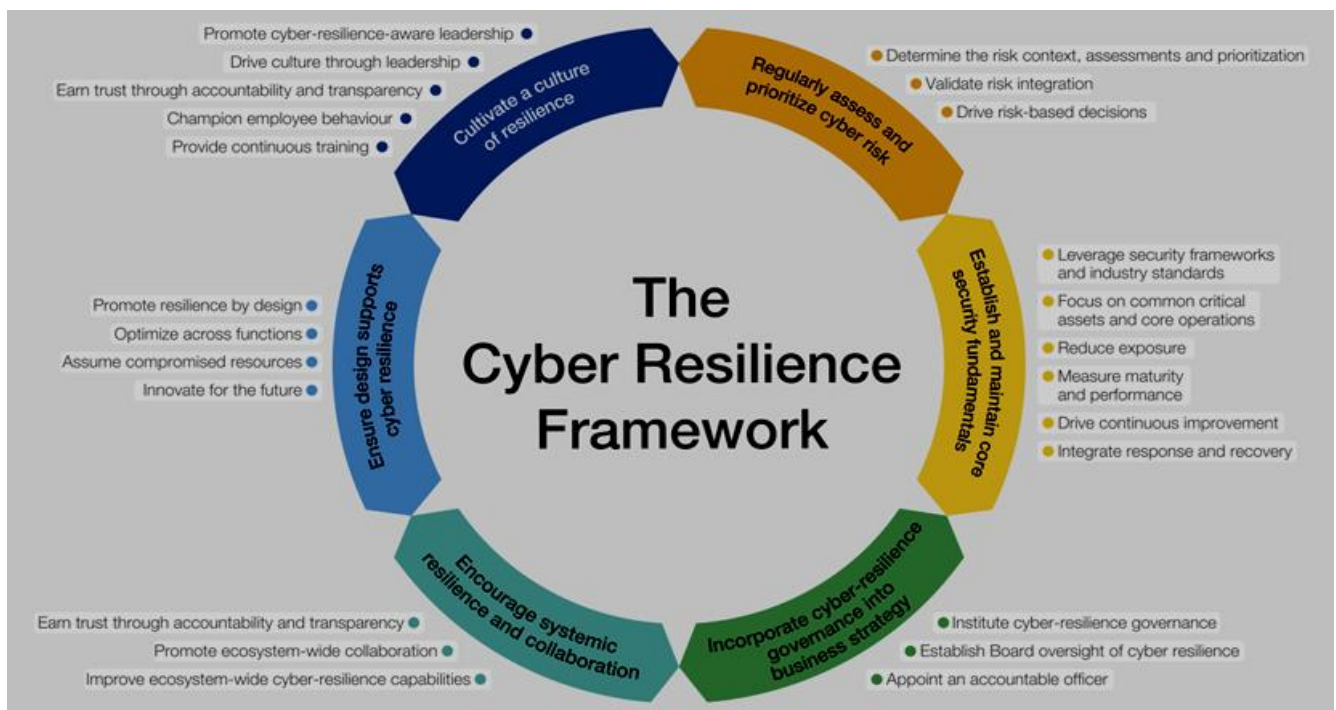 Promote cyber-resilience-aware leadership
Drive culture through leadership
Earn trust through accountability and transparency
Champion employee behaviour
Provide continuous training
Cultivate a culture
of resilience
Regularly assess and
prioritize cyber risk
Determine the risk context, assessments and prioritization
Validate risk integration
Drive risk-based decisions
The
Cyber Resilience
Framework
Establish and maintain core
security fundamentals
Leverage security frameworks
and industry standards
Focus on common critical
assets and core operations
Reduce exposure
Measure maturity
and performance
Drive continuous improvement
Integrate response and recovery
Promote resilience by design
Optimize across functions
Assume compromised resources
Innovate for the future
Ensure design supports
cyber resilience
Earn trust through accountability and transparency
Promote ecosystem-wide collaboration
Improve ecosystem-wide cyber-resilience capabilities
Encourage systemic
resilience and collaboration
Incorporate cyber-resilience
governance into
business strategy
Institute cyber-resilience governance
Establish Board oversight of cyber resilience
Appoint an accountable officer